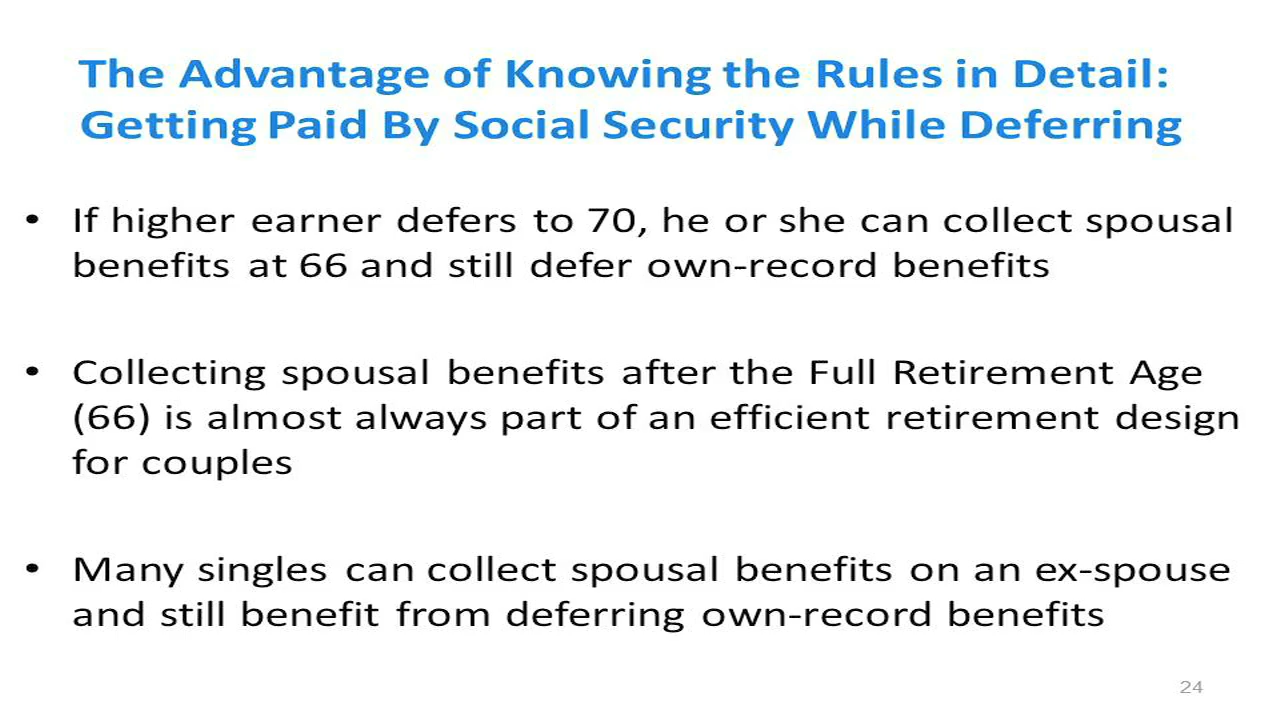 The Advantage of Knowing the Rules in Detail:
Getting Paid By Social Security While Deferring
• If higher earner defers to 70, he or she can collect spousal
benefits at 66 and still defer own-record benefits
• Collecting spousal benefits after the Full Retirement Age
(66) is almost always part of an efficient retirement design
for couples
• Many singles can collect spousal benefits on an ex-spouse
and still benefit from deferring own-record benefits
24